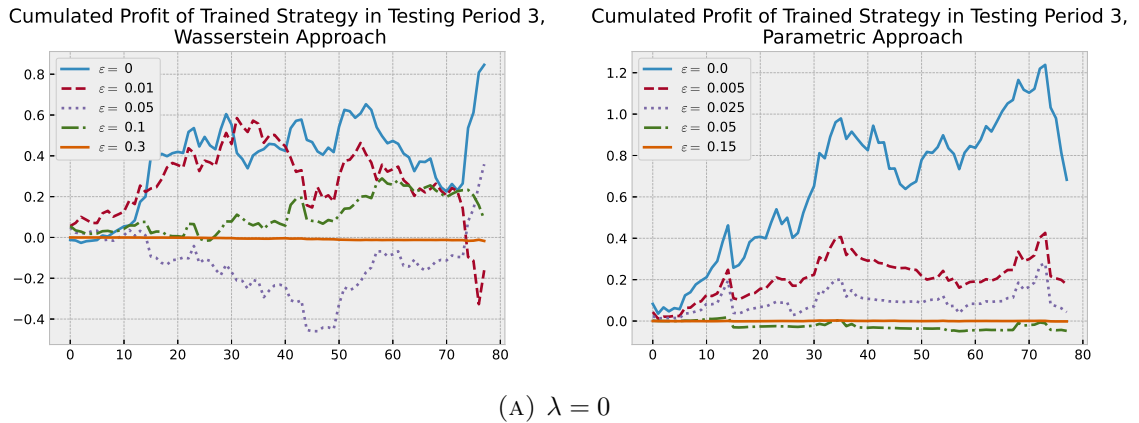 Cumulated Profit of Trained Strategy in Testing Period 3,
Wasserstein Approach
0.8
0.6
0.4
0.2
0.0
−0.2
−0.4
ε = 0
ε = 0.01
ε = 0.05
ε = 0.1
ε = 0.3
0 10 20 30 40 50 60 70 80
Cumulated Profit of Trained Strategy in Testing Period 3,
Parametric Approach
1.2
1.0
0.8
0.6
0.4
0.2
0.0
ε = 0.0
ε = 0.005
ε = 0.025
ε = 0.05
ε = 0.15
0 10 20 30 40 50 60 70 80
(A) λ = 0